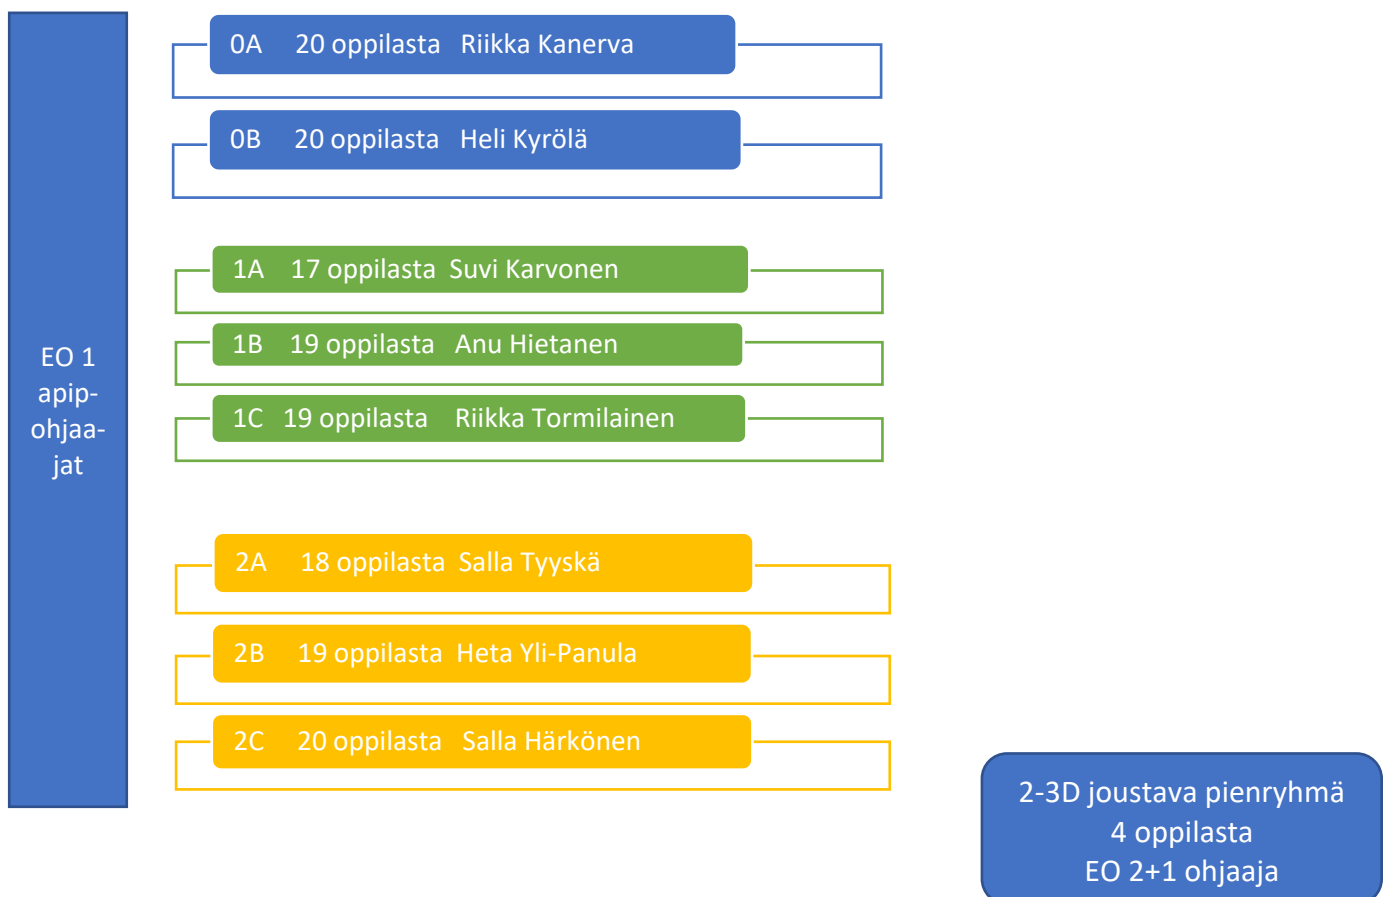 0A 20 oppilasta Riikka Kanerva
0B 20 oppilasta Heli Kyrölä
1A 17 oppilasta Suvi Karvonen
1B 19 oppilasta Anu Hietanen
1C 19 oppilasta Riikka Tormilainen
EO 1
apip-
ohjaa-
jat
2A 18 oppilasta Salla Tyyskä
2B 19 oppilasta Heta Yli-Panula
2C 20 oppilasta Salla Härkönen
2-3D joustava pienryhmä
4 oppilasta
EO 2+1 ohjaaja